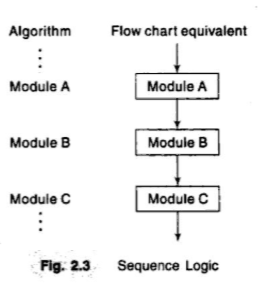 Algorithm Flow chart equivalent
Module A Module A
Module B Module B
Module C Module C
Fig. 2.3 Sequence Logic